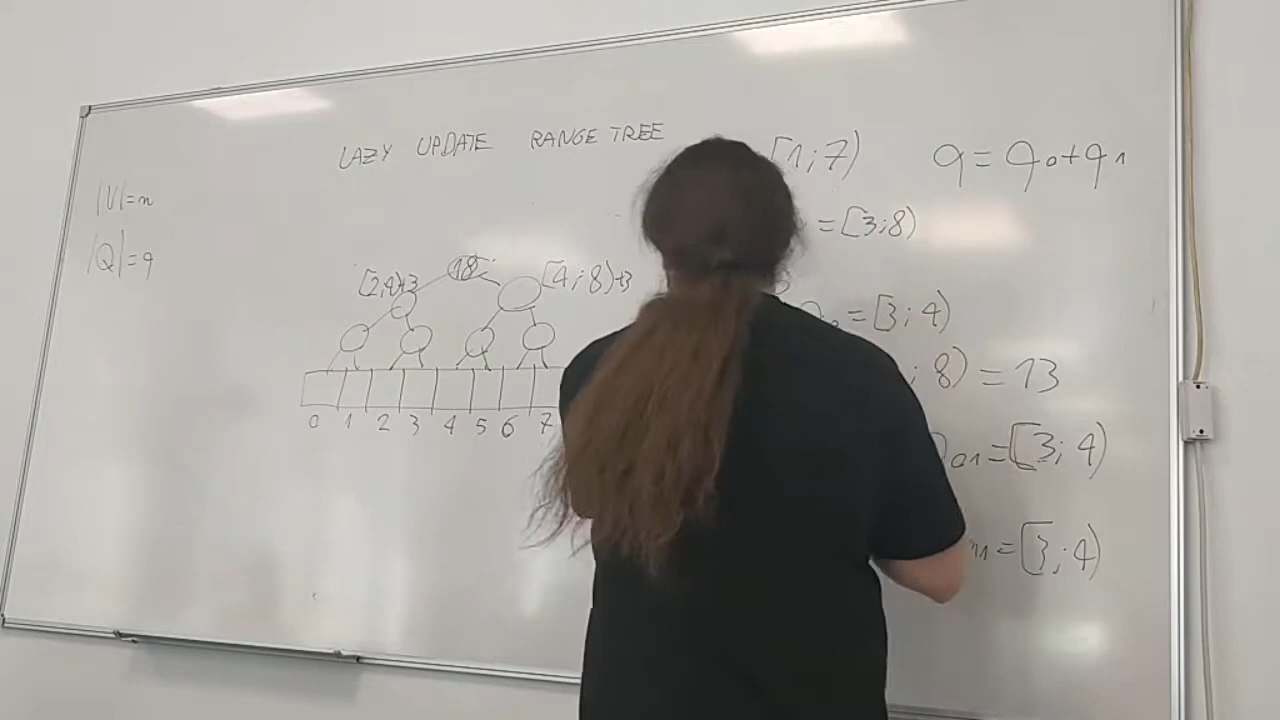 LAZY UPDATE RANGE TREE
|V|=n
|Q|=q
[1;7)
q=q0+q1
=[3;8)
[2,4)+3
18
[4;8)+3
=[3;4)
;8)=13
0 1 2 3 4 5 6 7
01=[3;4)
=[3;4)